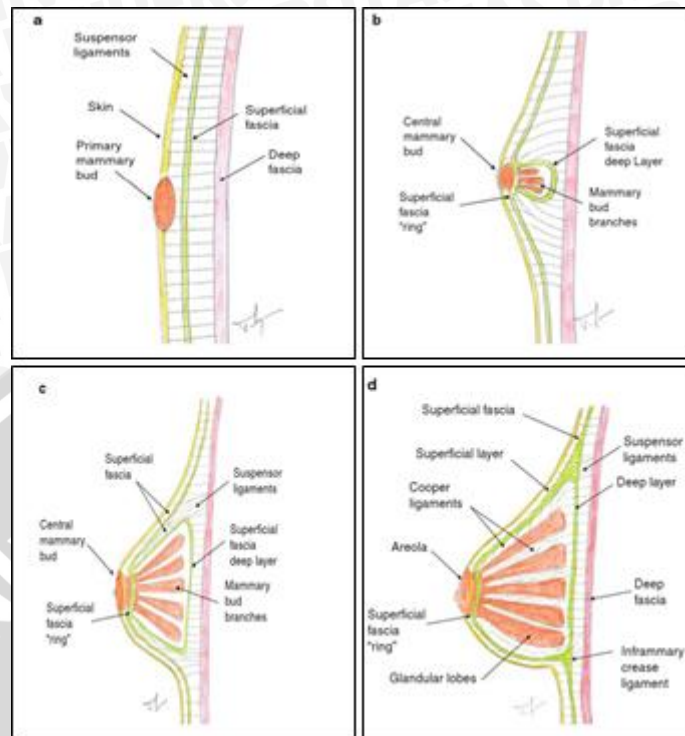 a
Suspensor
ligaments
Skin
Superficial
fascia
Primary
mammary
bud
Deep
fascia
b
Central
mammary
bud
Superficial
fascia
deep Layer
Superficial
fascia
"ring"
Mammary
bud
branches
c
Superficial
fascia
Suspensor
ligaments
Central
mammary
bud
Superficial
fascia
deep layer
Mammary
bud
branches
Superficial
fascia
"ring"
d
Superficial fascia
Superficial layer
Suspensor
ligaments
Deep layer
Cooper
ligaments
Areola
Deep
fascia
Superficial
fascia
"ring"
Glandular lobes
Inframmary
crease
ligament